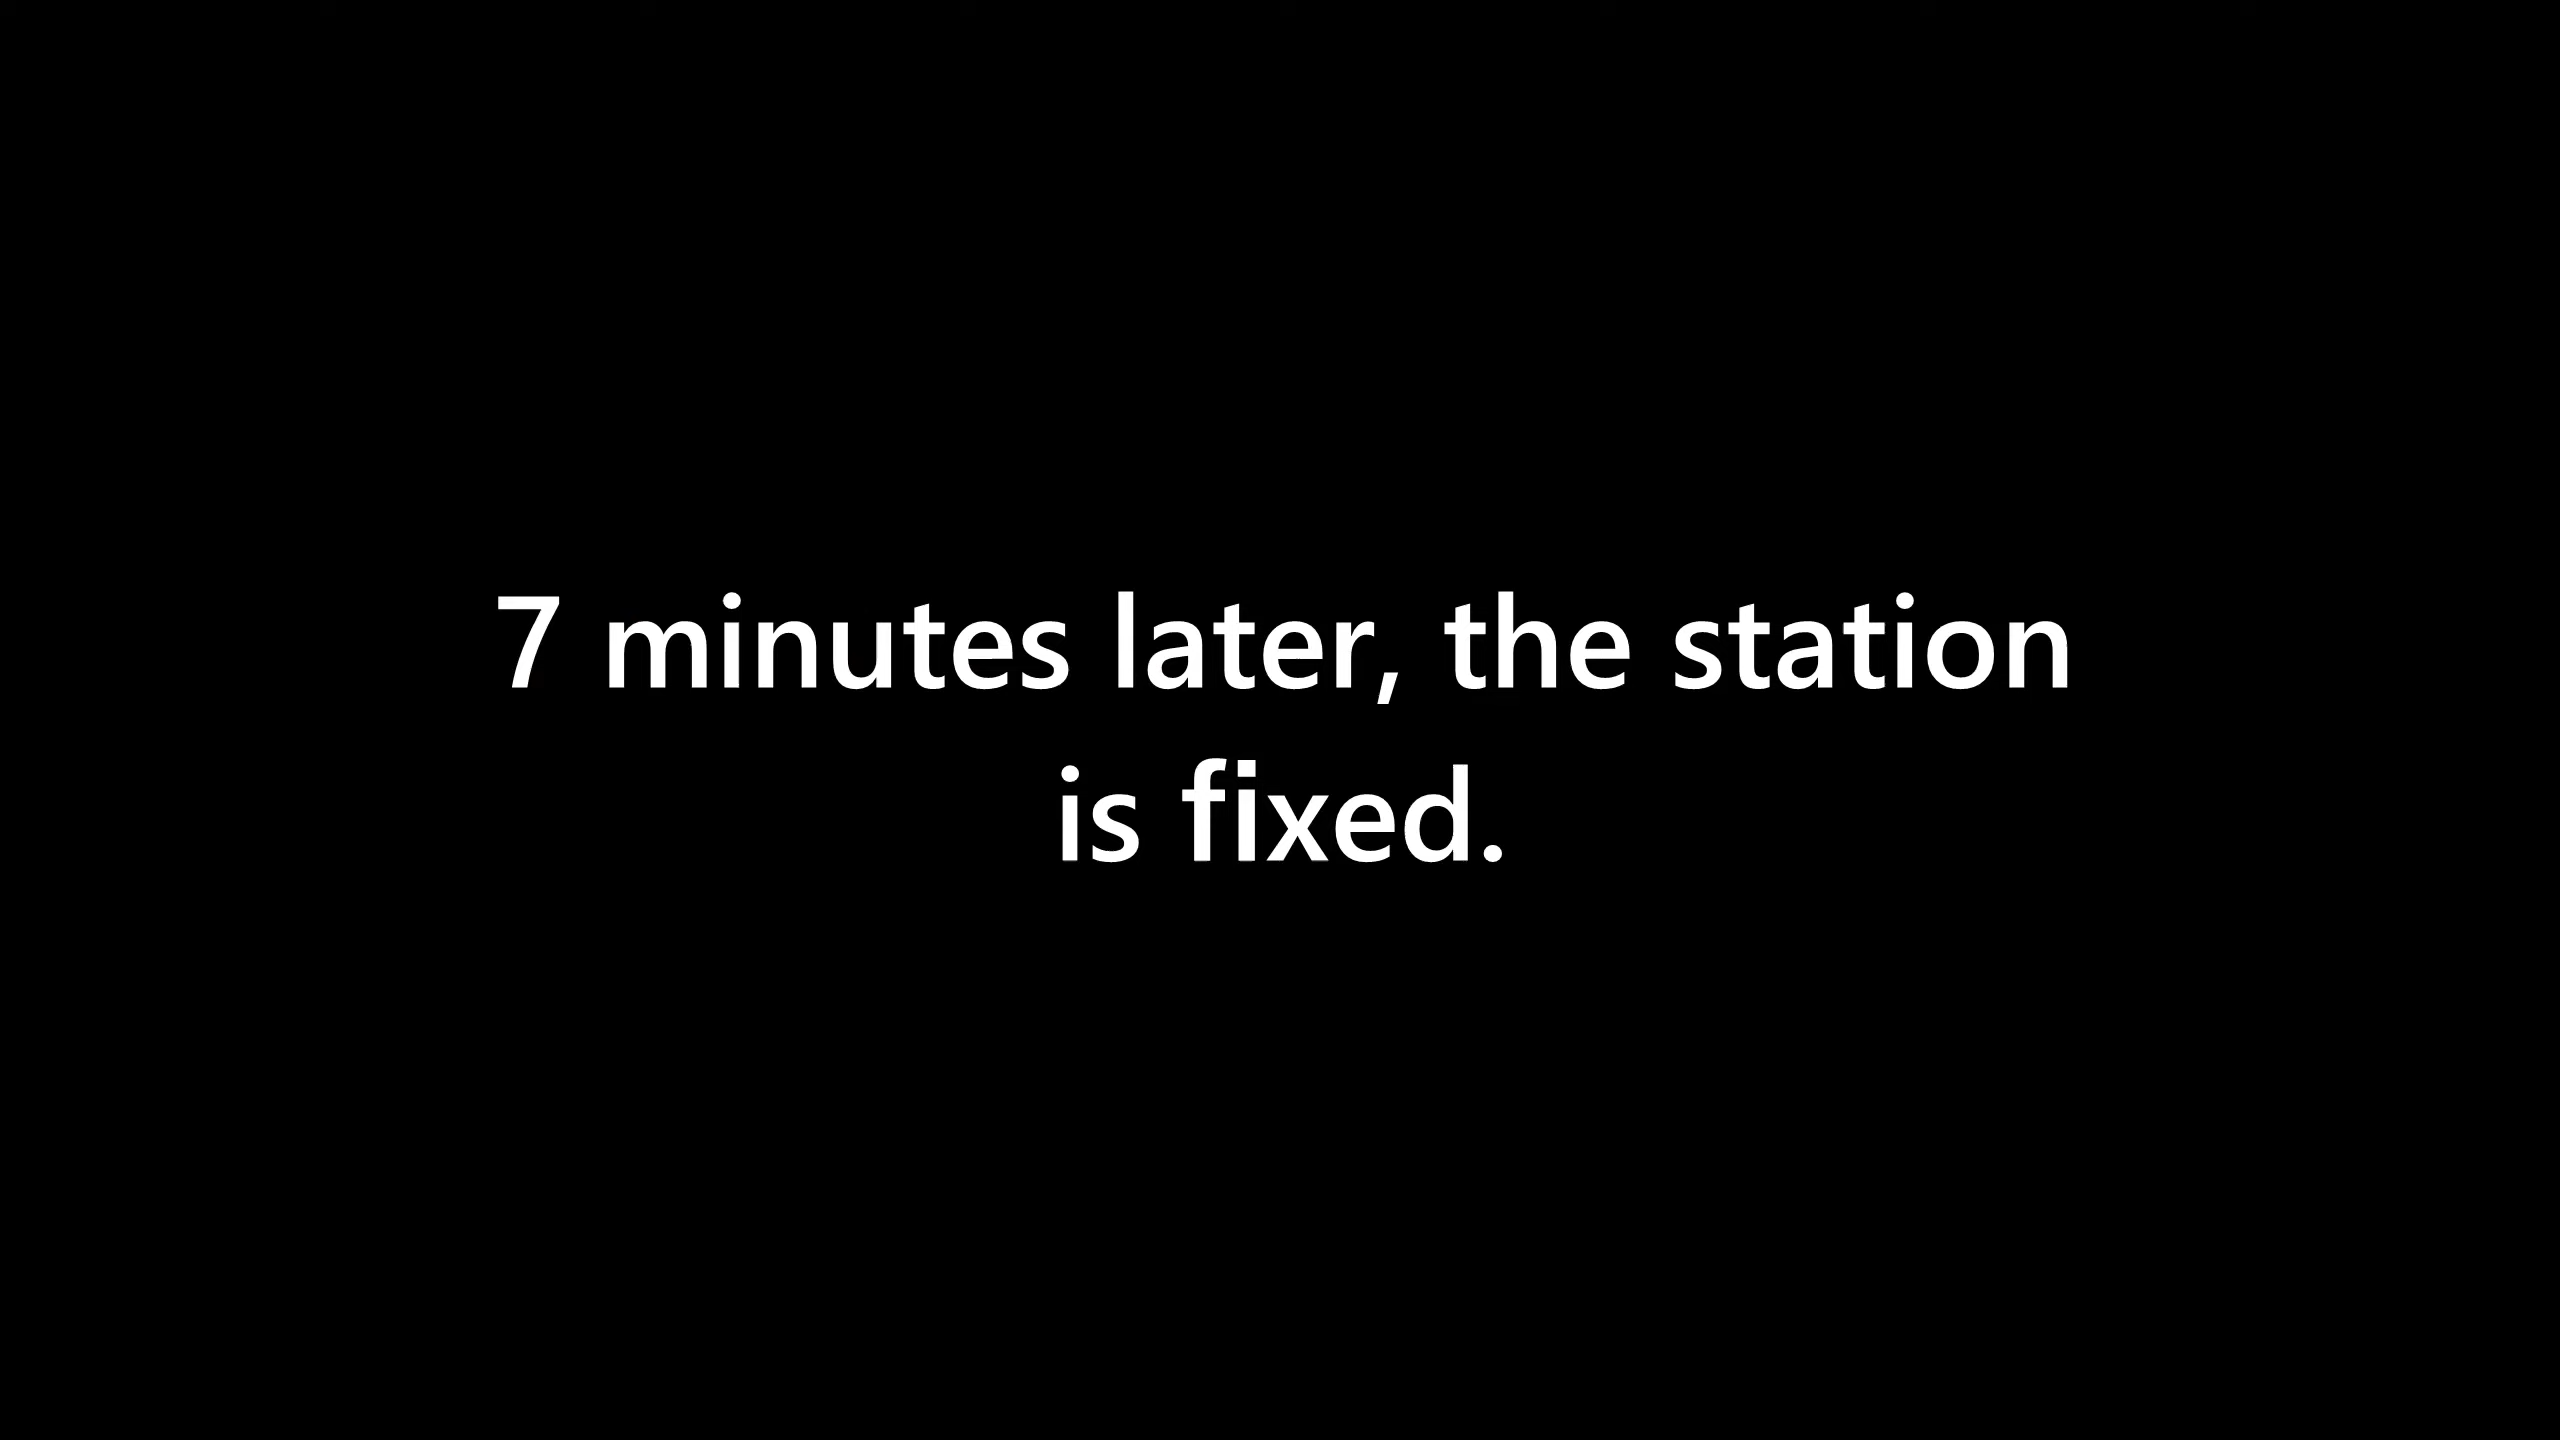 7 minutes later, the station
is fixed.